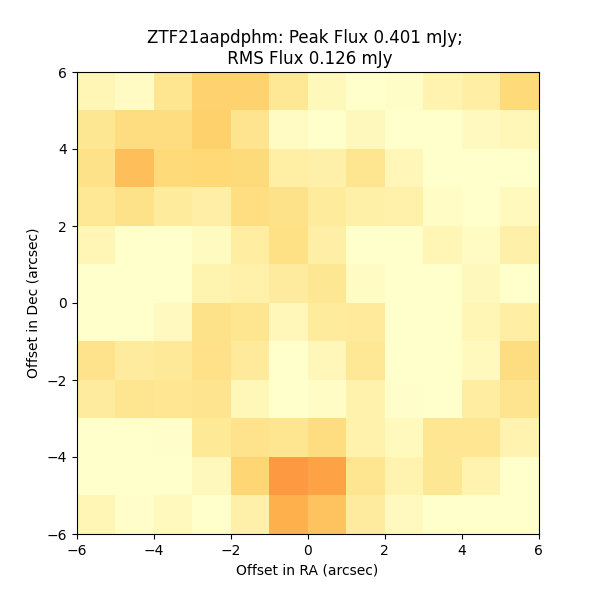 ZTF21aapdphm: Peak Flux 0.401 mJy;
RMS Flux 0.126 mJy
6
4
2
0
−2
−4
−6
Offset in Dec (arcsec)
−6 −4 −2 0 2 4 6
Offset in RA (arcsec)